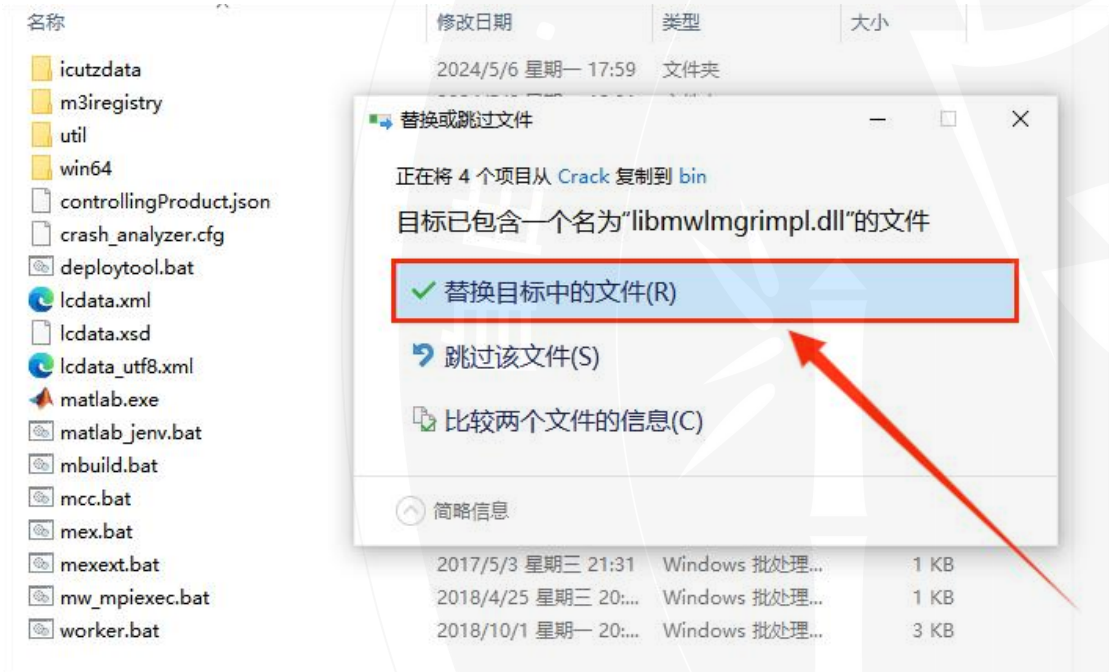 名称 修改日期 类型 大小
icutzdata 2024/5/6 星期一 17:59 文件夹
m3iregistry
util
win64
controllingProduct.json
crash_analyzer.cfg
deploytool.bat
lcdata.xml
lcdata.xsd
lcdata_utf8.xml
matlab.exe
matlab_jenv.bat
mbuild.bat
mcc.bat
mex.bat
mexext.bat 2017/5/3 星期三 21:31 Windows 批处理... 1 KB
mw_mpiexec.bat 2018/4/25 星期三 20:... Windows 批处理... 1 KB
worker.bat 2018/10/1 星期一 20:... Windows 批处理... 3 KB
替换或跳过文件
正在将 4 个项目从 Crack 复制到 bin
目标已包含一个名为“libmwlmgrimpl.dll”的文件
替换目标中的文件(R)
跳过该文件(S)
比较两个文件的信息(C)
简略信息